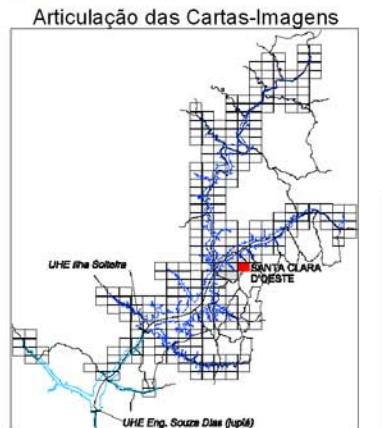 Articulação das Cartas-Imagens
UHE Ilha Solteira
SANTA CLARA
D'OESTE
UHE Eng. Souza Dias (Jupiá)